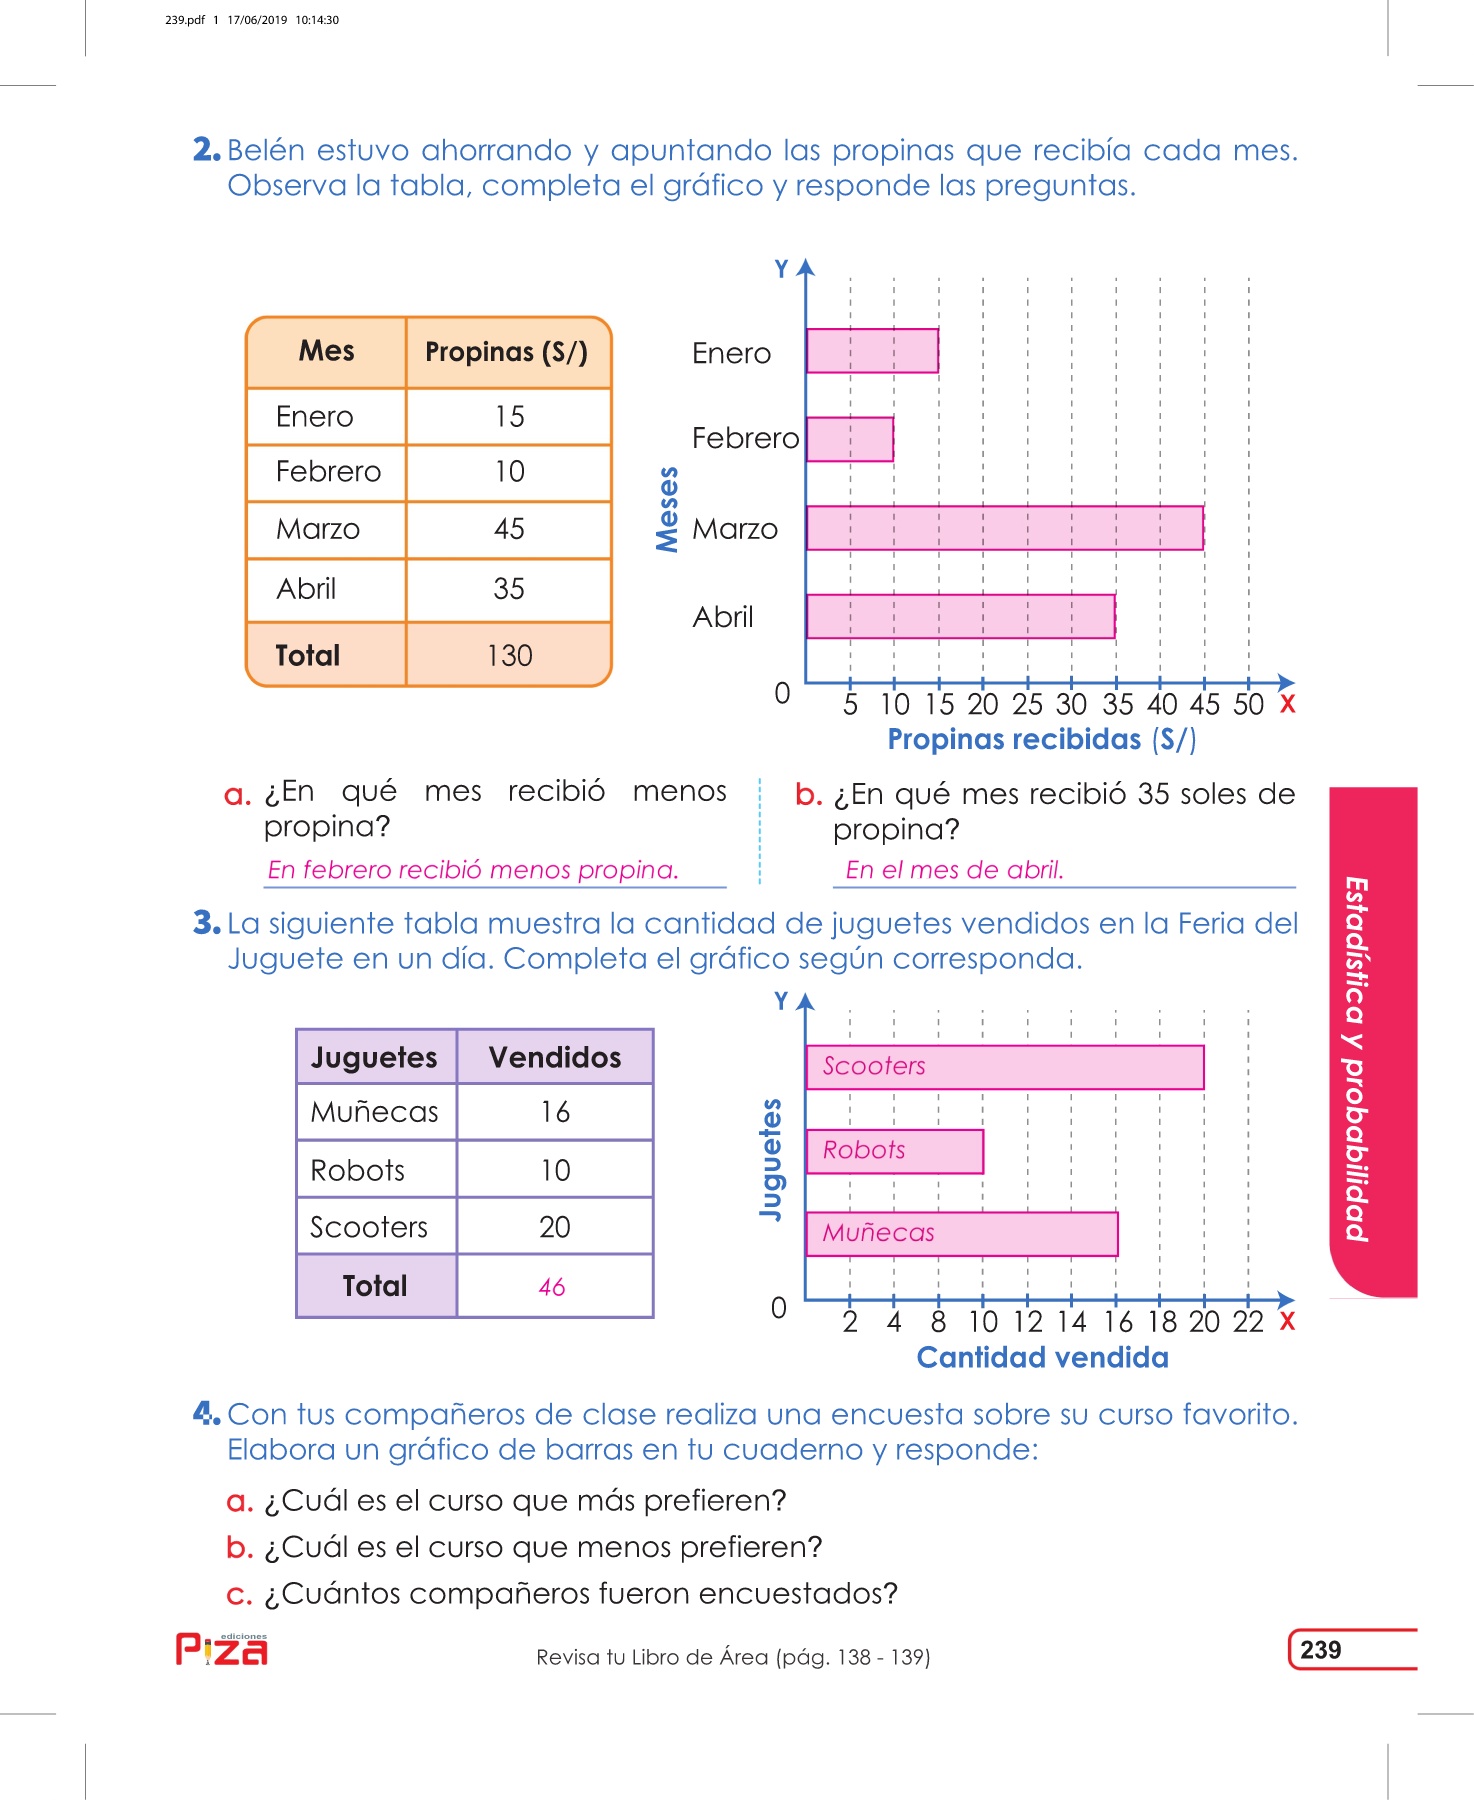 239.pdf 1 17/06/2019 10:14:30
2. Belén estuvo ahorrando y apuntando las propinas que recibía cada mes.
Observa la tabla, completa el gráfico y responde las preguntas.
Mes Propinas (S/)
Enero 15
Febrero 10
Marzo 45
Abril 35
Total 130
Y
Meses
Enero
Febrero
Marzo
Abril
0 5 10 15 20 25 30 35 40 45 50 X
Propinas recibidas (S/)
a. ¿En qué mes recibió menos
propina?
En febrero recibió menos propina.
b. ¿En qué mes recibió 35 soles de
propina?
En el mes de abril.
3. La siguiente tabla muestra la cantidad de juguetes vendidos en la Feria del
Juguete en un día. Completa el gráfico según corresponda.
Juguetes Vendidos
Muñecas 16
Robots 10
Scooters 20
Total 46
Y
Juguetes
Scooters
Robots
Muñecas
0 2 4 8 10 12 14 16 18 20 22 X
Cantidad vendida
4. Con tus compañeros de clase realiza una encuesta sobre su curso favorito.
Elabora un gráfico de barras en tu cuaderno y responde:
a. ¿Cuál es el curso que más prefieren?
b. ¿Cuál es el curso que menos prefieren?
c. ¿Cuántos compañeros fueron encuestados?
Estadística y probabilidad
ediciones
Piza
Revisa tu Libro de Área (pág. 138 - 139)
239